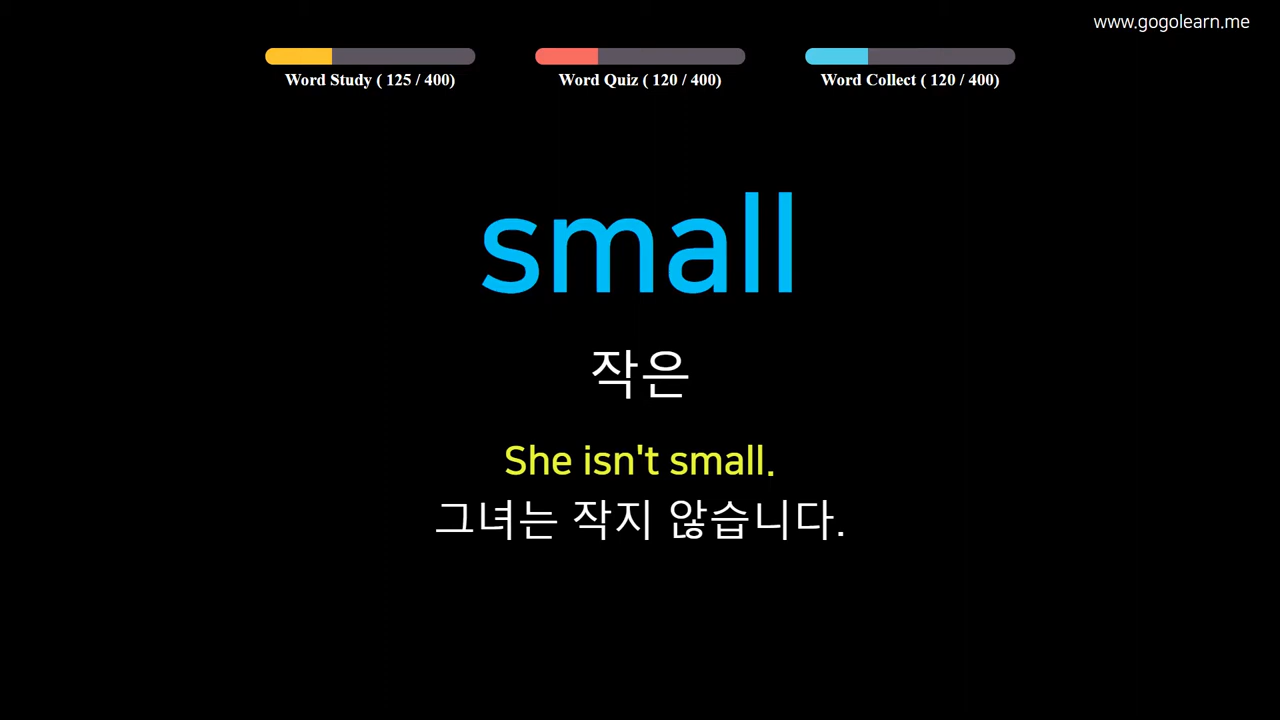 www.gogolearn.me
Word Study ( 125 / 400)
Word Quiz ( 120 / 400)
Word Collect ( 120 / 400)
small
작은
She isn't small.
그녀는 작지 않습니다.